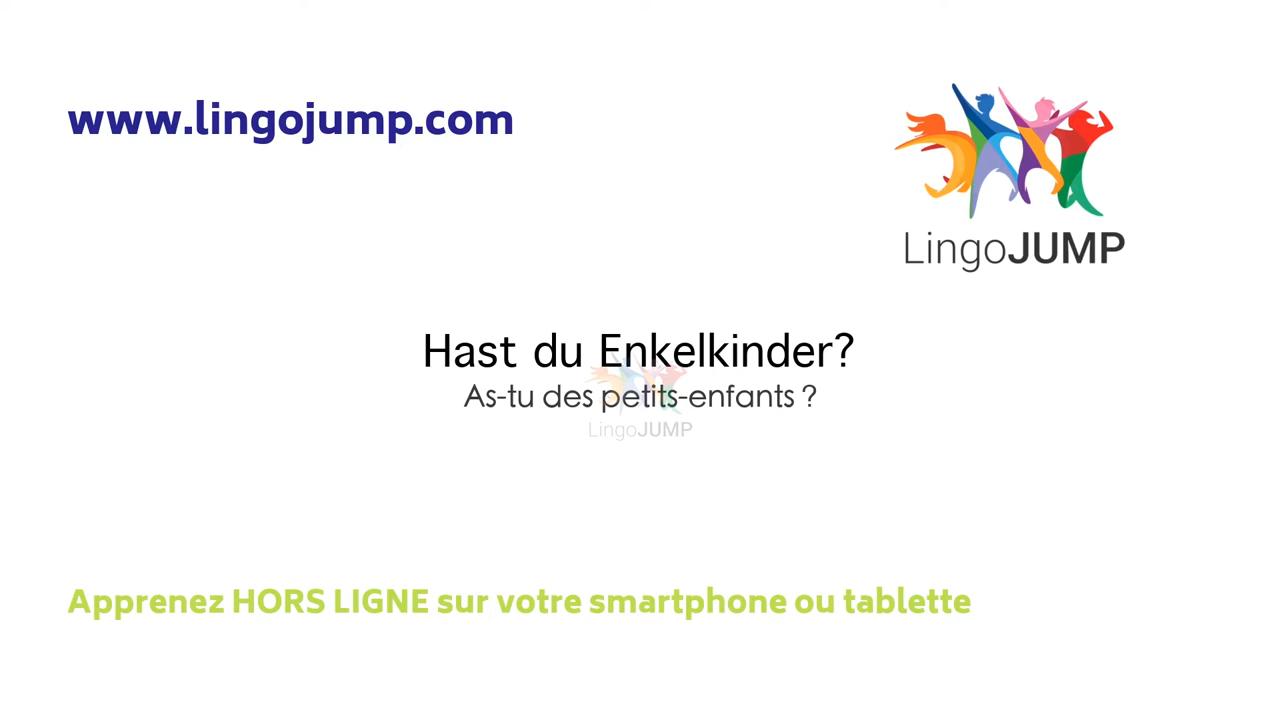 www.lingojump.com
LingoJUMP
Hast du Enkelkinder?
As-tu des petits-enfants ?
LingoJUMP
Apprenez HORS LIGNE sur votre smartphone ou tablette